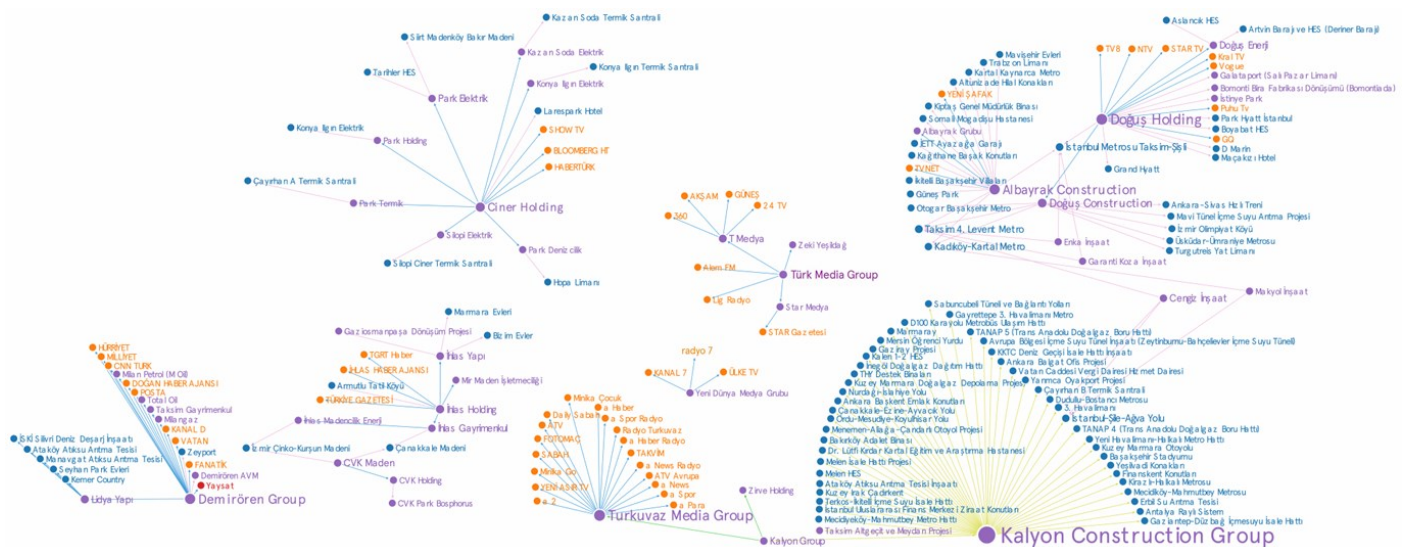 Kazan Soda Termik Santrali
Siirt Madenköy Bakır Madeni
Kazan Soda Elektrik
Tarihler HES
Konya Ilgın Termik Santrali
Konya Ilgın Elektrik
Park Elektrik
Larespark Hotel
Konya Ilgın Elektrik
SHOW TV
Park Holding
BLOOMBERG HT
HABERTÜRK
Çayırhan A Termik Santrali
Park Termik
Ciner Holding
Silopi Elektrik
Park Denizcilik
Silopi Ciner Termik Santrali
Hopa Limanı
AKŞAM
GÜNEŞ
24 TV
360
T Medya
Zeki Yeşildağ
Alem FM
Türk Media Group
Lig Radyo
Star Medya
STAR Gazetesi
Aslancık HES
Artvin Barajı ve HES (Deriner Barajı)
Doğuş Enerji
TV8
NTV
STAR TV
Kral TV
Vogue
Galataport (Salı Pazar Limanı)
Bomonti Bira Fabrikası Dönüşümü (Bomontiada)
İstinye Park
Puhu Tv
Doğuş Holding
Park Hyatt İstanbul
Boyabat HES
GQ
D Marin
Maçakızı Hotel
Grand Hyatt
Mavişehir Evleri
Trabzon Limanı
Kartal Kaynarca Metro
Altunizade Hilal Konakları
YENİ ŞAFAK
Kiptaş Genel Müdürlük Binası
Somali Mogadişu Hastanesi
Albayrak Grubu
İETT Ayazağa Garajı
İstanbul Metrosu Taksim-Şişli
Kağıthane Başak Konutları
TVNET
İkitelli Başakşehir Villaları
Albayrak Construction
Güneş Park
Doğuş Construction
Otogar Başakşehir Metro
Ankara-Sivas Hızlı Treni
Mavi Tünel İçme Suyu Arıtma Projesi
Taksim 4. Levent Metro
İzmir Olimpiyat Köyü
Kadıköy-Kartal Metro
Enka İnşaat
Üsküdar-Ümraniye Metrosu
Turgutreis Yat Limanı
Garanti Koza İnşaat
Cengiz İnşaat
Makyol İnşaat
Marmara Evleri
Gaziosmanpaşa Dönüşüm Projesi
Bizim Evler
TGRT Haber
İhlas Yapı
İHLAS HABER AJANSI
Armutlu Tatil Köyü
Mir Maden İşletmeciliği
TÜRKİYE GAZETESİ
İhlas Holding
İhlas Madencilik Enerji
İhlas Gayrimenkul
İzmir Çinko-Kurşun Madeni
Çanakkale Madeni
CVK Maden
CVK Holding
CVK Park Bosphorus
radyo 7
KANAL 7
ÜLKE TV
Yeni Dünya Medya Grubu
HÜRRİYET
MİLLİYET
CNN TÜRK
Milan Petrol (M Oil)
DOĞAN HABER AJANSI
POSTA
Total Oil
Taksim Gayrimenkul
Milangaz
KANAL D
VATAN
Zeyport
FANATİK
Demirören AVM
Yaysat
İSKİ Silivri Deniz Deşarj İnşaatı
Ataköy Atıksu Arıtma Tesisi
Manavgat Atıksu Arıtma Tesisi
Seyhan Park Evleri
Kemer Country
Lidya Yapı
Demirören Group
Minika Çocuk
Daily Sabah
a Haber
ATV
a Spor Radyo
FOTOMAÇ
Radyo Turkuvaz
a Haber Radyo
SABAH
TAKVİM
Minika Go
a News Radyo
ATV Avrupa
YENİ ASIR TV
a News
a 2
a Spor
a Para
Turkuvaz Media Group
Zirve Holding
Kalyon Group
Sabuncubeli Tüneli ve Bağlantı Yolları
Gayrettepe 3. Havalimanı Metro
D100 Karayolu Metrobüs Ulaşım Hattı
Marmaray
TANAP 5 (Trans Anadolu Doğalgaz Boru Hattı)
Mersin Öğrenci Yurdu
Avrupa Bölgesi İçme Suyu Tünel İnşaatı (Zeytinburnu-Bahçelievler İçme Suyu Tünel)
Gaziray Projesi
KKTC Deniz Geçişi İsale Hattı İnşaatı
Kalen 1-2 HES
Ankara Balgat Ofis Projesi
İnegöl Doğalgaz Dağıtım Hattı
Vatan Caddesi Vergi Dairesi Hizmet Dairesi
THY Destek Binaları
Yarımca Oyakport Projesi
Kuzey Marmara Doğalgaz Depolama Projesi
Çayırhan B Termik Santrali
Nurdağı-İslahiye Yolu
Dudullu-Bostancı Metrosu
Ankara Başkent Emlak Konutları
3. Havalimanı
Çanakkale-Ezine-Ayvacık Yolu
İstanbul-Şile-Ağva Yolu
Ordu-Mesudiye-Koyulhisar Yolu
TANAP 4 (Trans Anadolu Doğalgaz Boru Hattı)
Menemen-Aliağa-Çandarlı Otoyol Projesi
Yeni Havalimanı-Halkalı Metro Hattı
Bakırköy Adalet Binası
Kuzey Marmara Otoyolu
Dr. Lütfi Kırdar Kartal Eğitim ve Araştırma Hastanesi
Başakşehir Stadyumu
Melen İsale Hattı Projesi
Yeşilvadi Konakları
Melen HES
Finanskent Konutları
Ataköy Atıksu Arıtma Tesisi İnşaatı
Kirazlı-Halkalı Metrosu
Kuzey Irak Çadırkent
Mecidiköy-Mahmutbey Metrosu
Terkos-İkitelli İçme Suyu İsale Hattı
Erbil Su Arıtma Tesisi
İstanbul Uluslararası Finans Merkezi Ziraat Konutları
Antalya Raylı Sistem
Mecidiyeköy-Mahmutbey Metro Hattı
Gaziantep-Düzbağ İçmesuyu İsale Hattı
Taksim Altgeçit ve Meydan Projesi
Kalyon Construction Group